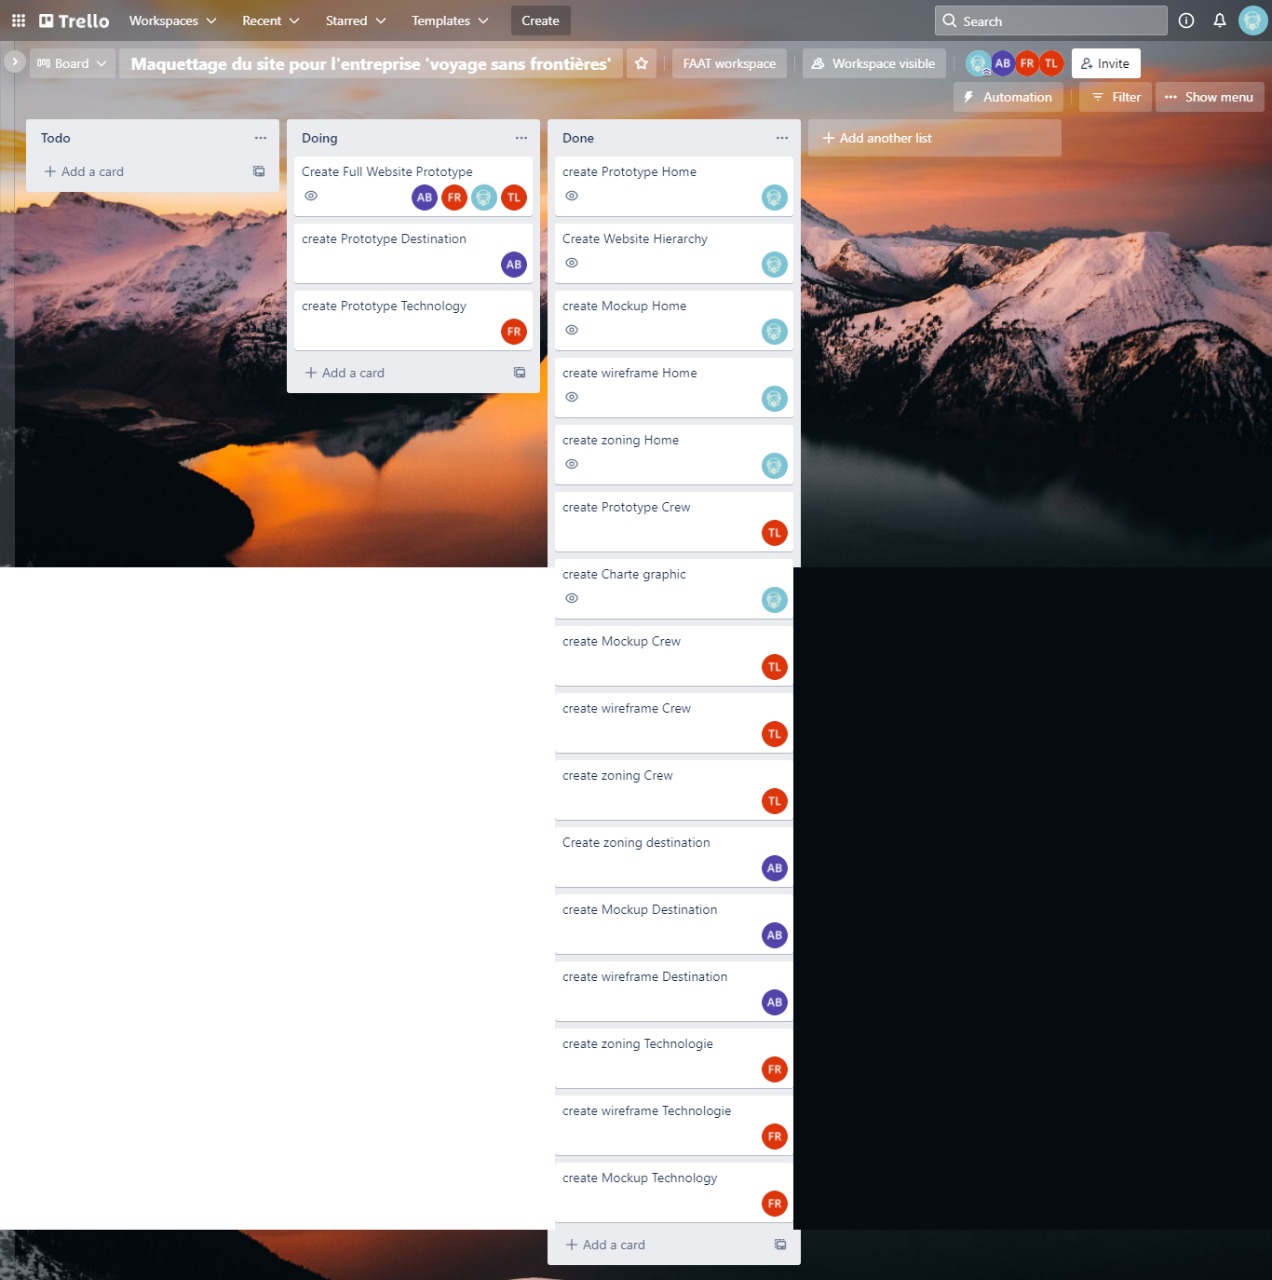 Trello Workspaces Recent Starred Templates Create Search
Board Maquettage du site pour l'entreprise 'voyage sans frontières' FAAT workspace Workspace visible AB FR TL Invite
Automation Filter Show menu
Todo
Add a card
Doing
Create Full Website Prototype
AB FR TL
create Prototype Destination
AB
create Prototype Technology
FR
Add a card
Done
create Prototype Home
Create Website Hierarchy
create Mockup Home
create wireframe Home
create zoning Home
create Prototype Crew
TL
create Charte graphic
create Mockup Crew
TL
create wireframe Crew
TL
create zoning Crew
TL
Create zoning destination
AB
create Mockup Destination
AB
create wireframe Destination
AB
create zoning Technologie
FR
create wireframe Technologie
FR
create Mockup Technology
FR
Add a card
Add another list